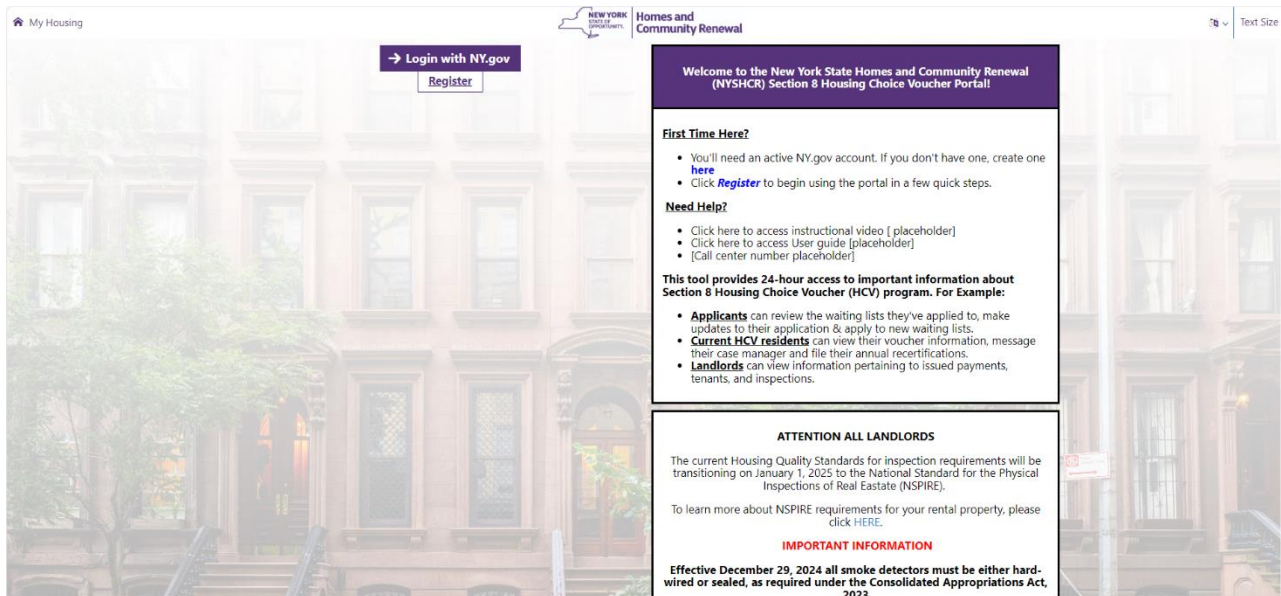 My Housing
NEW YORK
STATE OF
OPPORTUNITY.
Homes and
Community Renewal
Text Size
→ Login with NY.gov
Register
Welcome to the New York State Homes and Community Renewal
(NYSHCR) Section 8 Housing Choice Voucher Portal!
First Time Here?
• You'll need an active NY.gov account. If you don't have one, create one
here
• Click Register to begin using the portal in a few quick steps.
Need Help?
• Click here to access instructional video [ placeholder]
• Click here to access User guide [placeholder]
• [Call center number placeholder]
This tool provides 24-hour access to important information about
Section 8 Housing Choice Voucher (HCV) program. For Example:
• Applicants can review the waiting lists they've applied to, make
updates to their application & apply to new waiting lists.
• Current HCV residents can view their voucher information, message
their case manager and file their annual recertifications.
• Landlords can view information pertaining to issued payments,
tenants, and inspections.
ATTENTION ALL LANDLORDS
The current Housing Quality Standards for inspection requirements will be
transitioning on January 1, 2025 to the National Standard for the Physical
Inspections of Real Eastate (NSPIRE).
To learn more about NSPIRE requirements for your rental property, please
click HERE.
IMPORTANT INFORMATION
Effective December 29, 2024 all smoke detectors must be either hard-
wired or sealed, as required under the Consolidated Appropriations Act,
2023